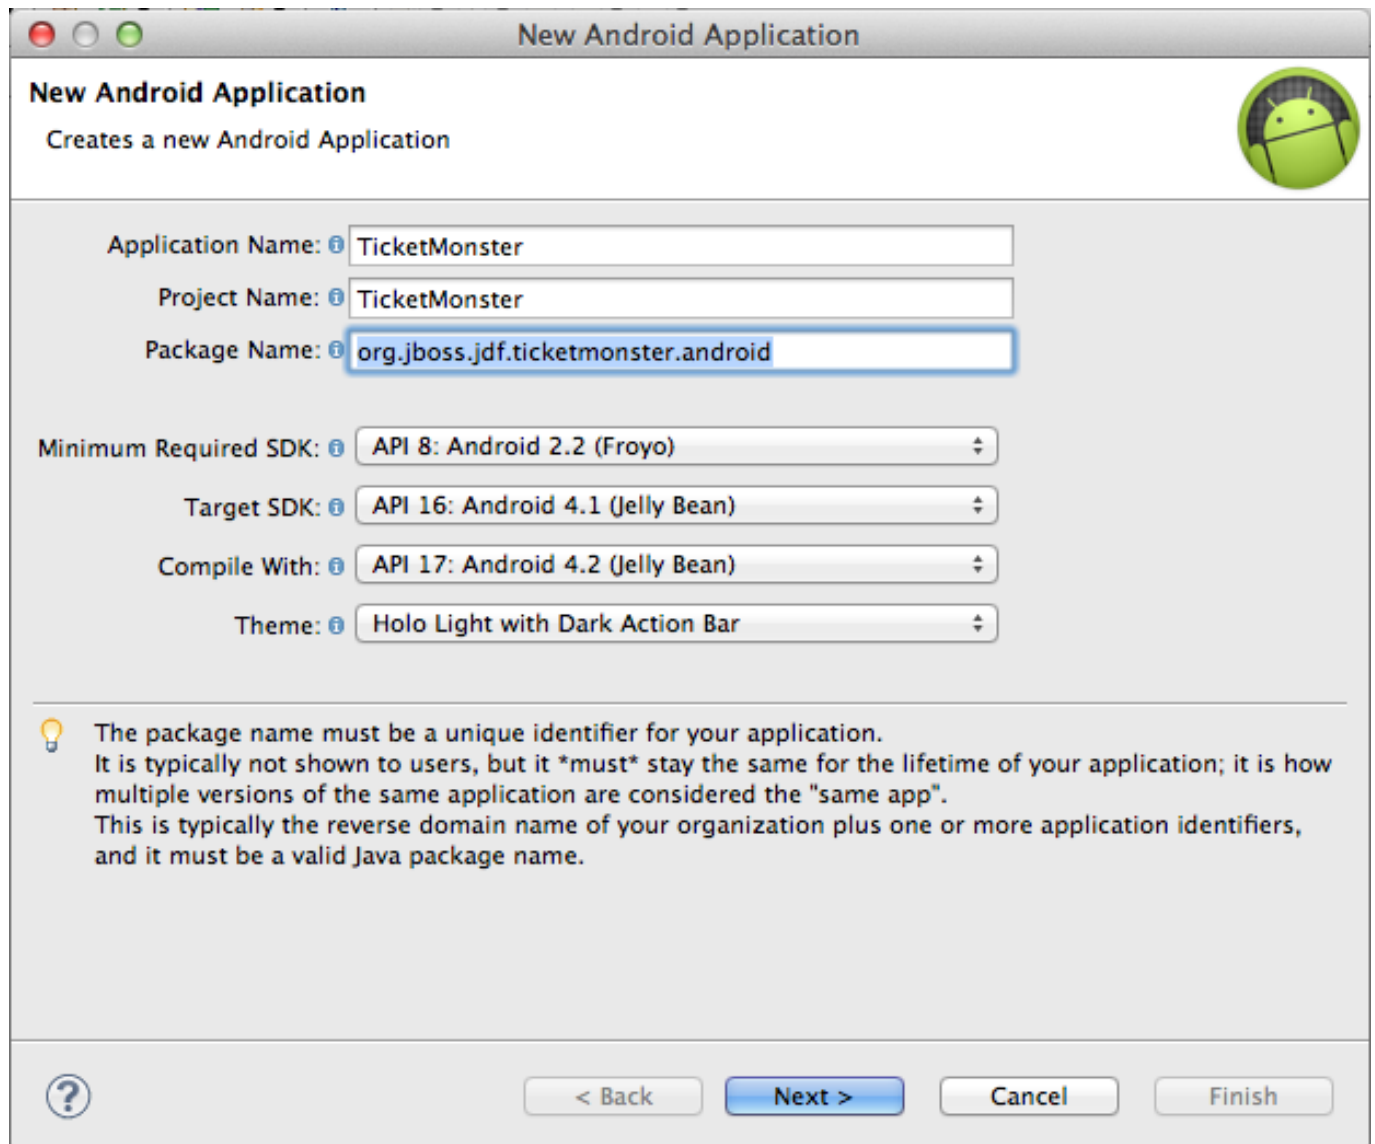 New Android Application
New Android Application
Creates a new Android Application
Application Name: TicketMonster
Project Name: TicketMonster
Package Name: org.jboss.jdf.ticketmonster.android
Minimum Required SDK: API 8: Android 2.2 (Froyo)
Target SDK: API 16: Android 4.1 (Jelly Bean)
Compile With: API 17: Android 4.2 (Jelly Bean)
Theme: Holo Light with Dark Action Bar
The package name must be a unique identifier for your application.
It is typically not shown to users, but it *must* stay the same for the lifetime of your application; it is how
multiple versions of the same application are considered the "same app".
This is typically the reverse domain name of your organization plus one or more application identifiers,
and it must be a valid Java package name.
? < Back Next > Cancel Finish